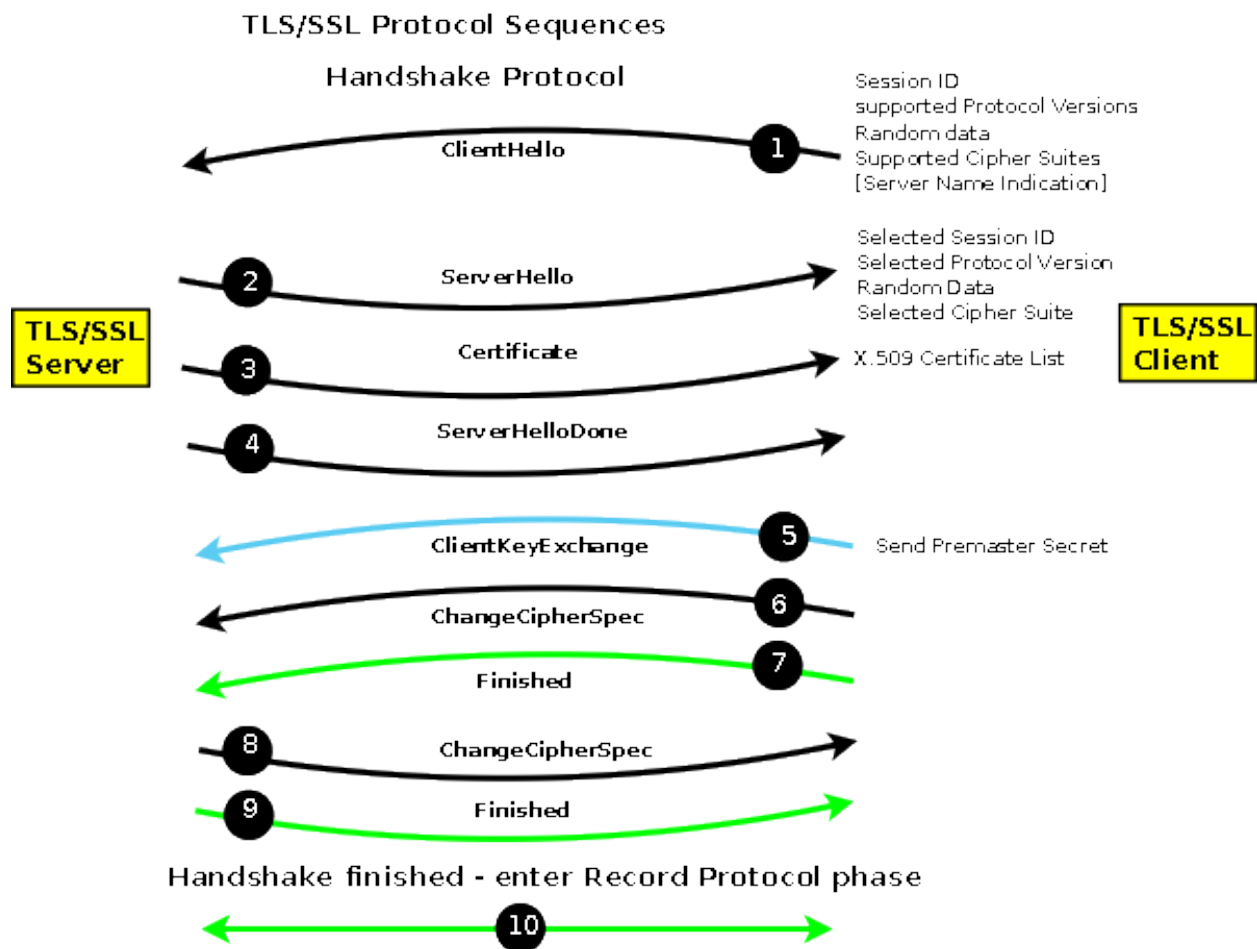 TLS/SSL Protocol Sequences
Handshake Protocol
Session ID
supported Protocol Versions
Random data
Supported Cipher Suites
[Server Name Indication]
1
ClientHello
Selected Session ID
Selected Protocol Version
Random Data
Selected Cipher Suite
2
ServerHello
TLS/SSL
Server
TLS/SSL
Client
3
Certificate
X.509 Certificate List
4
ServerHelloDone
5
ClientKeyExchange
Send Premaster Secret
6
ChangeCipherSpec
7
Finished
8
ChangeCipherSpec
9
Finished
Handshake finished - enter Record Protocol phase
10